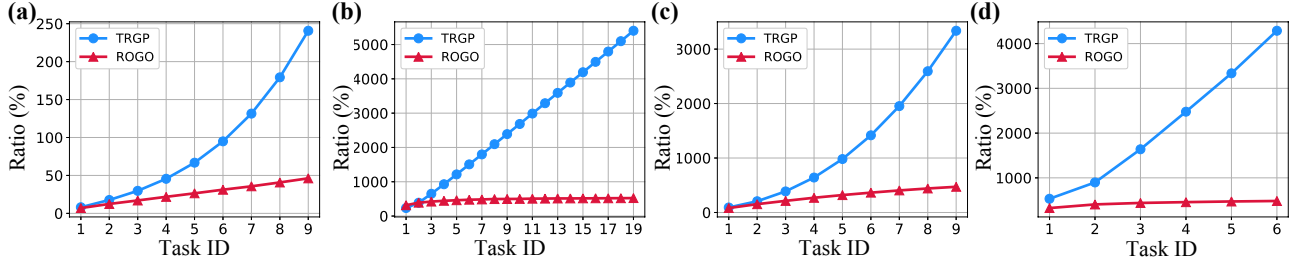 (a)
Ratio (%)
250
200
150
100
50
0
TRGP
ROGO
1 2 3 4 5 6 7 8 9
Task ID
(b)
Ratio (%)
5000
4000
3000
2000
1000
0
TRGP
ROGO
1 3 5 7 9 11 13 15 17 19
Task ID
(c)
Ratio (%)
3000
2000
1000
0
TRGP
ROGO
1 2 3 4 5 6 7 8 9
Task ID
(d)
Ratio (%)
4000
3000
2000
1000
TRGP
ROGO
1 2 3 4 5 6
Task ID